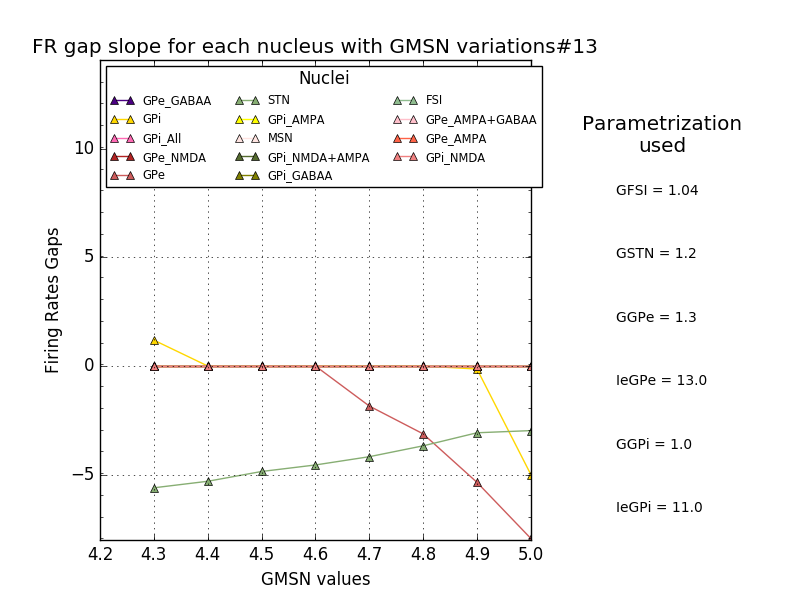 FR gap slope for each nucleus with GMSN variations#13
Nuclei
GPe_GABAA
STN
FSI
GPi
GPi_AMPA
GPe_AMPA+GABAA
GPi_All
MSN
GPe_AMPA
GPe_NMDA
GPi_NMDA+AMPA
GPi_NMDA
GPe
GPi_GABAA
10
5
0
−5
Firing Rates Gaps
4.2 4.3 4.4 4.5 4.6 4.7 4.8 4.9 5.0
GMSN values
Parametrization
used
GFSI = 1.04
GSTN = 1.2
GGPe = 1.3
IeGPe = 13.0
GGPi = 1.0
IeGPi = 11.0